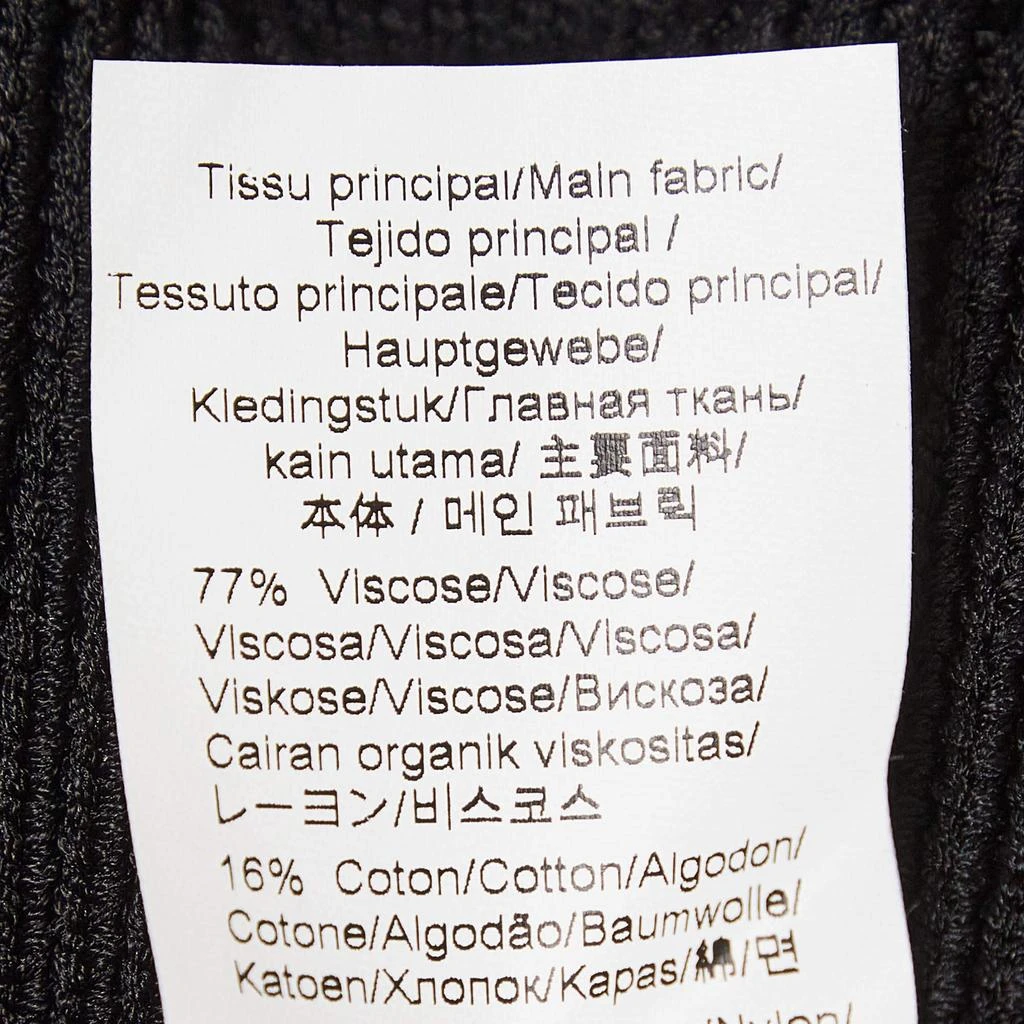 Tissu principal/Main fabric/
Tejido principal /
Tessuto principale/Tecido principal/
Hauptgewebe/
Kledingstuk/Главная ткань/
kain utama/ 主要面料/
本体 / 메인 패브릭
77% Viscose/Viscose/
Viscosa/Viscosa/Viscosa/
Viskose/Viscose/Вискоза/
Cairan organik viskositas/
レーヨン/비스코스
16% Coton/Cotton/Algodon/
Cotone/Algodão/Baumwolle/
Katoen/Хлопок/Kapas/綿/면
/Nylon/